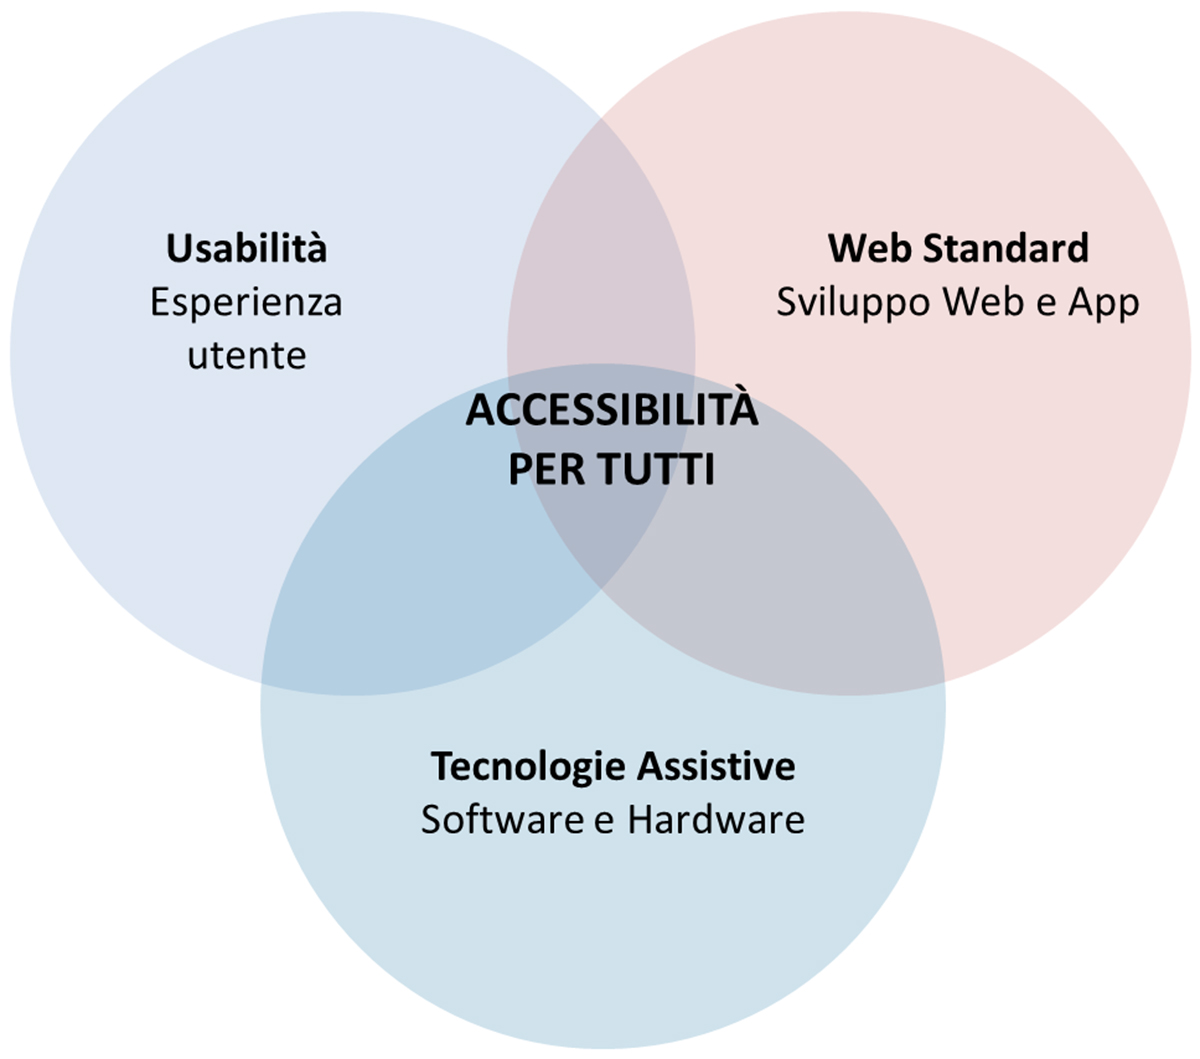 Usabilità
Esperienza
utente
Web Standard
Sviluppo Web e App
ACCESSIBILITÀ
PER TUTTI
Tecnologie Assistive
Software e Hardware